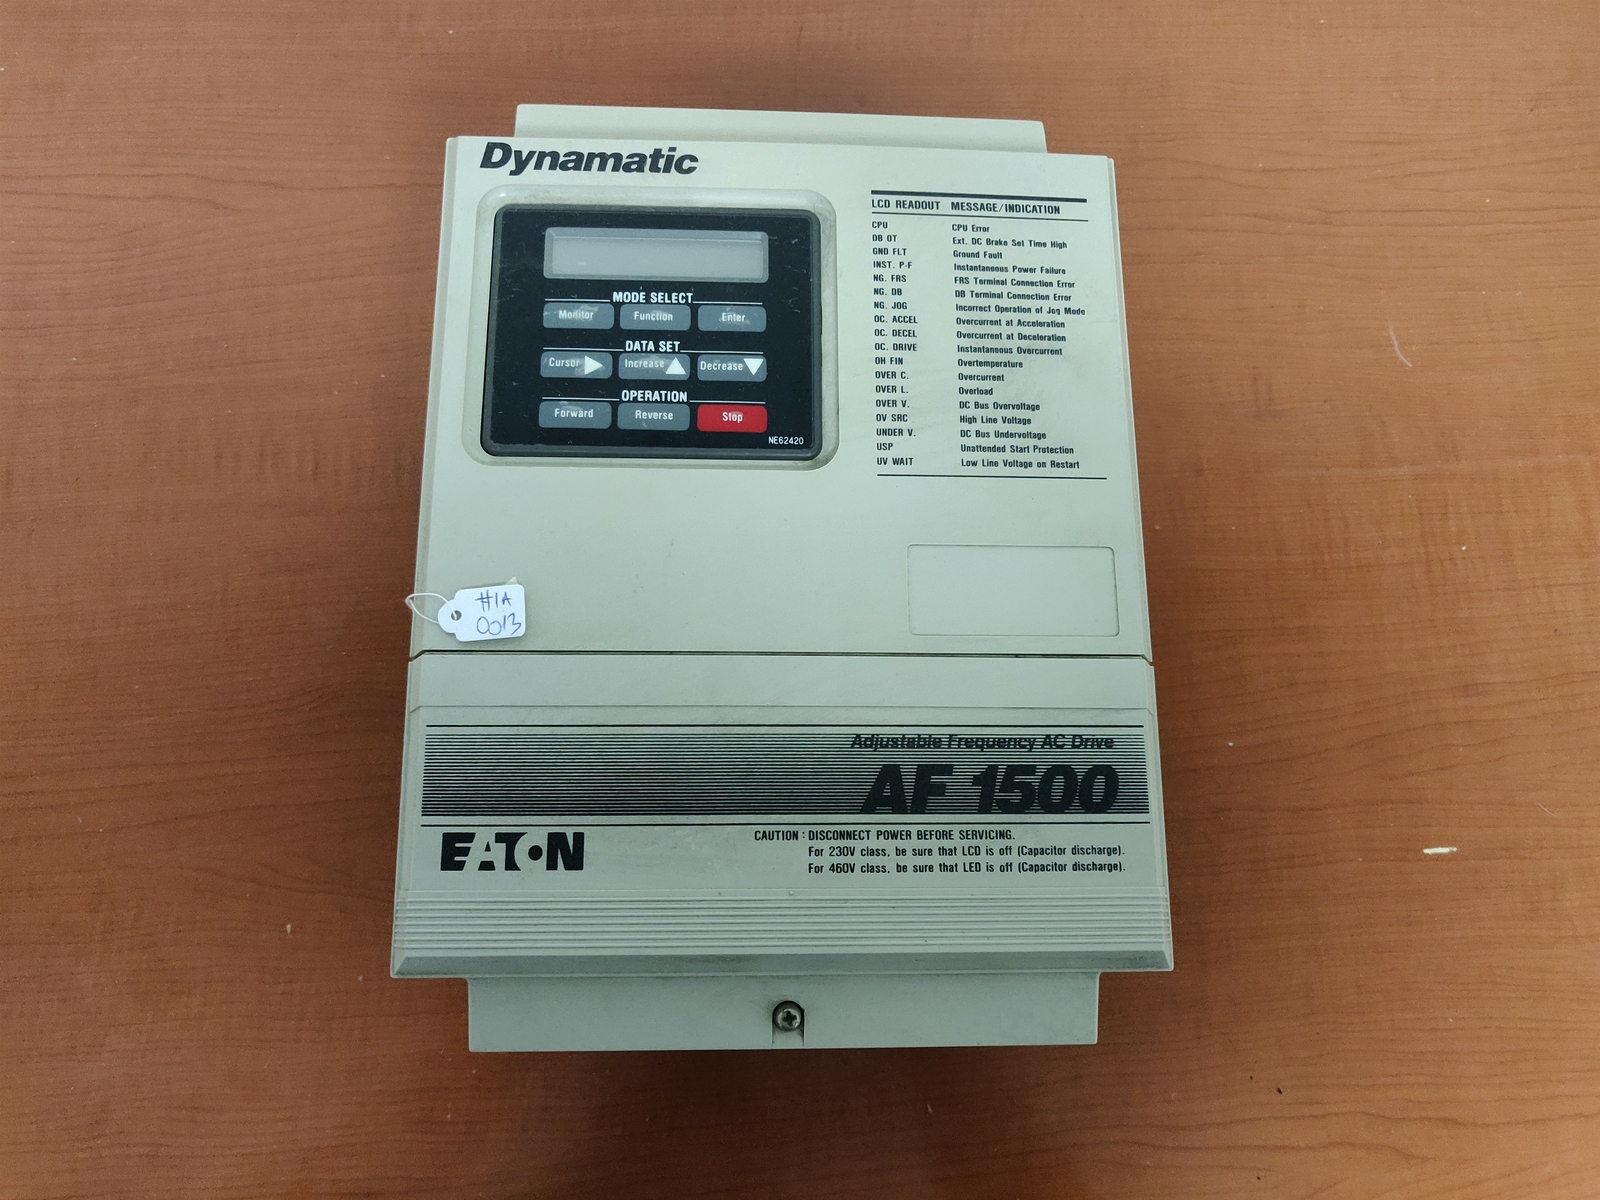 Dynamatic
MODE SELECT
Monitor Function Enter
DATA SET
Cursor Increase Decrease
OPERATION
Forward Reverse Stop
NE62420
LCD READOUT MESSAGE/INDICATION
CPU CPU Error
DB OT Ext. DC Brake Set Time High
GND FLT Ground Fault
INST. P-F Instantaneous Power Failure
NG. FRS FRS Terminal Connection Error
NG. DB DB Terminal Connection Error
NG. JOG Incorrect Operation of Jog Mode
OC. ACCEL Overcurrent at Acceleration
OC. DECEL Overcurrent at Deceleration
OC. DRIVE Instantaneous Overcurrent
OH FIN Overtemperature
OVER C. Overcurrent
OVER L. Overload
OVER V. DC Bus Overvoltage
OV SRC High Line Voltage
UNDER V. DC Bus Undervoltage
USP Unattended Start Protection
UV WAIT Low Line Voltage on Restart
#1A
0013
Adjustable Frequency AC Drive
AF 1500
EATON
CAUTION : DISCONNECT POWER BEFORE SERVICING.
For 230V class, be sure that LCD is off (Capacitor discharge).
For 460V class, be sure that LED is off (Capacitor discharge).